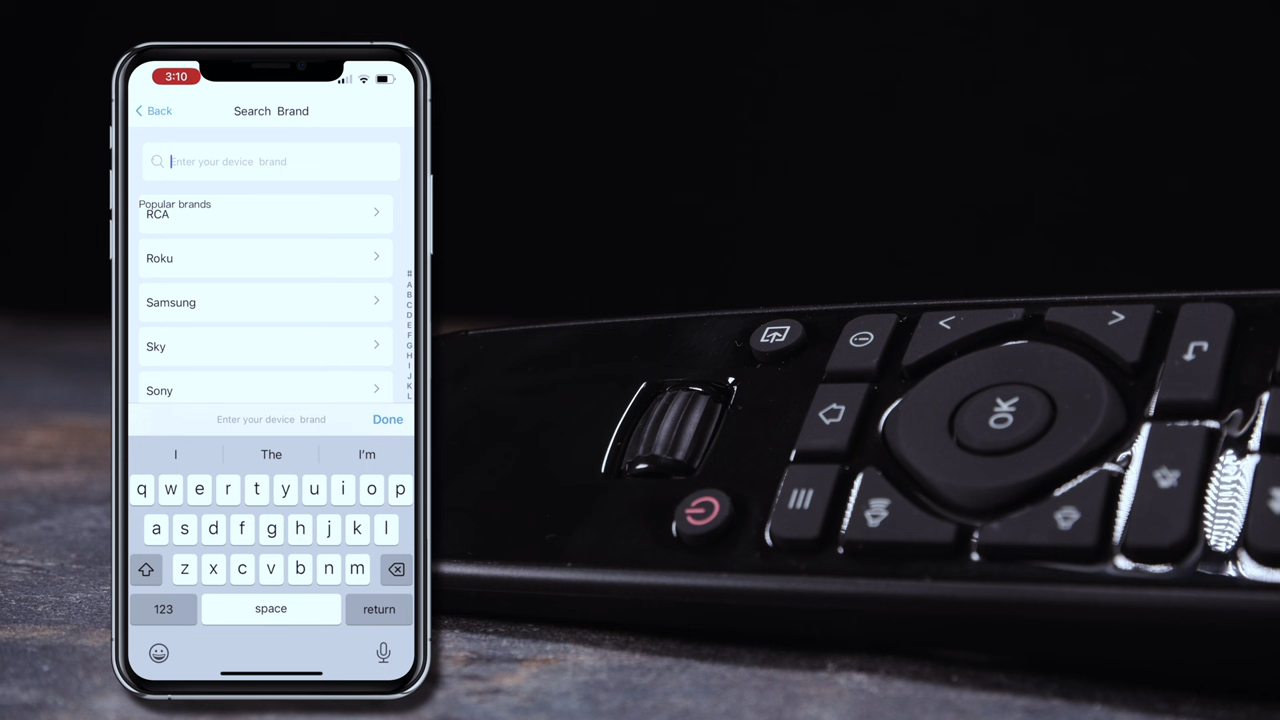 3:10
Back
Search Brand
Enter your device brand
Popular brands
RCA
Roku
Samsung
Sky
Sony
#
A
B
C
D
E
F
G
H
I
J
K
L
Enter your device brand
Done
I The I'm
q w e r t y u i o p
a s d f g h j k l
z x c v b n m
123 space return
OK